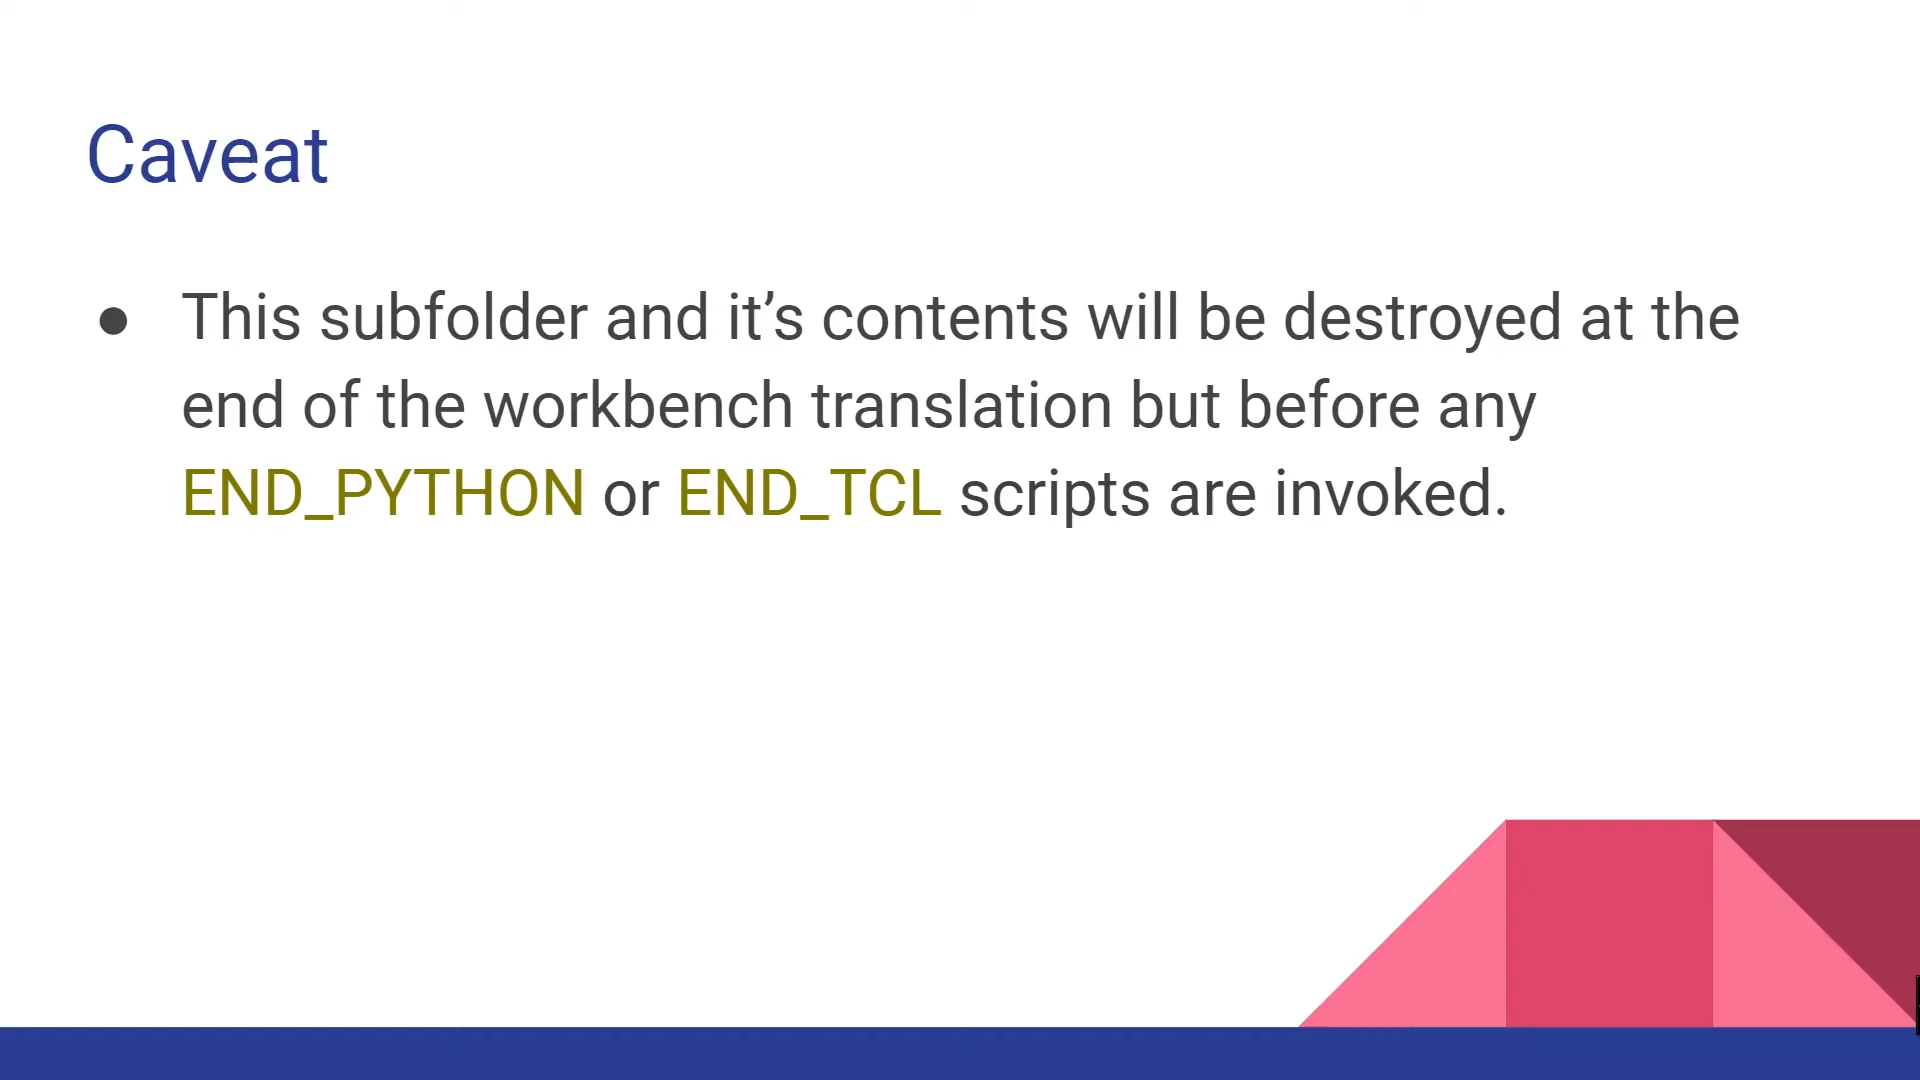 Caveat
● This subfolder and it’s contents will be destroyed at the
end of the workbench translation but before any
END_PYTHON or END_TCL scripts are invoked.